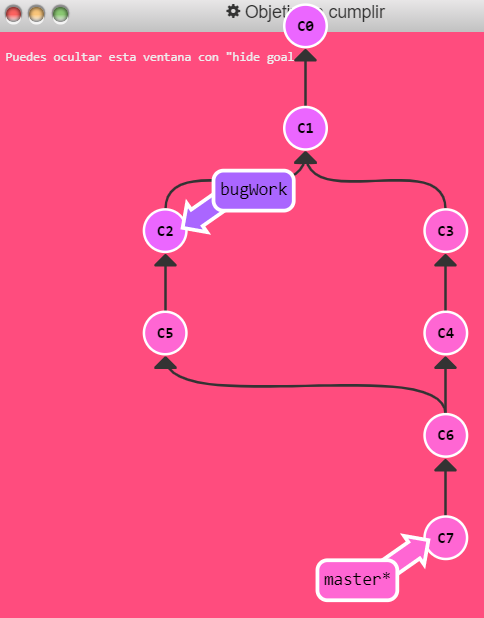 Objeti cumplir
C0
Puedes ocultar esta ventana con "hide goal
C1
bugWork
C2
C3
C5
C4
C6
C7
master*